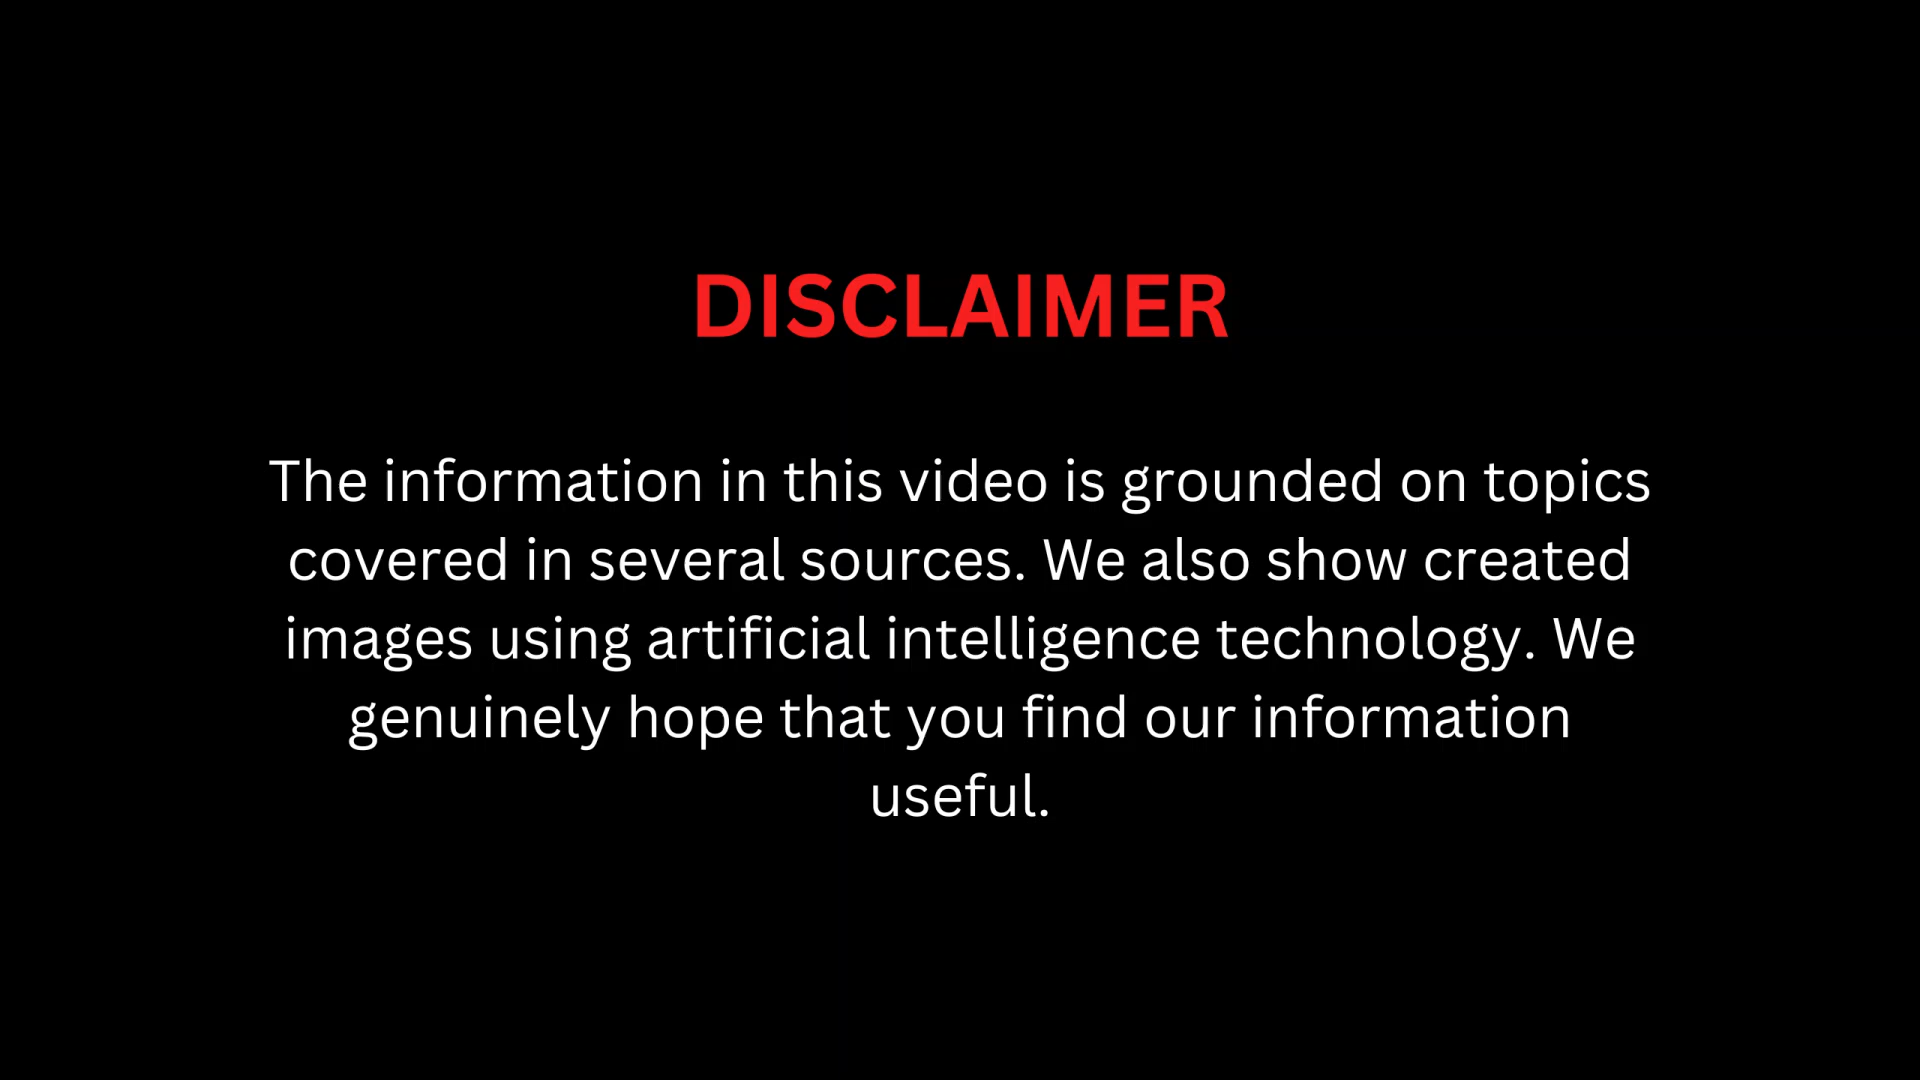 DISCLAIMER
The information in this video is grounded on topics
covered in several sources. We also show created
images using artificial intelligence technology. We
genuinely hope that you find our information
useful.